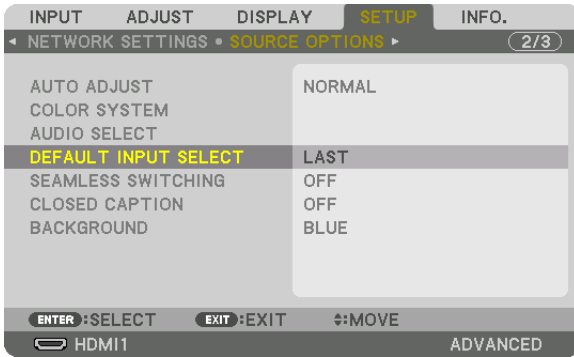 INPUT ADJUST DISPLAY SETUP INFO.
◀ NETWORK SETTINGS • SOURCE OPTIONS ▶ 2/3
AUTO ADJUST NORMAL
COLOR SYSTEM
AUDIO SELECT
DEFAULT INPUT SELECT LAST
SEAMLESS SWITCHING OFF
CLOSED CAPTION OFF
BACKGROUND BLUE
ENTER :SELECT EXIT :EXIT ↕:MOVE
HDMI1 ADVANCED